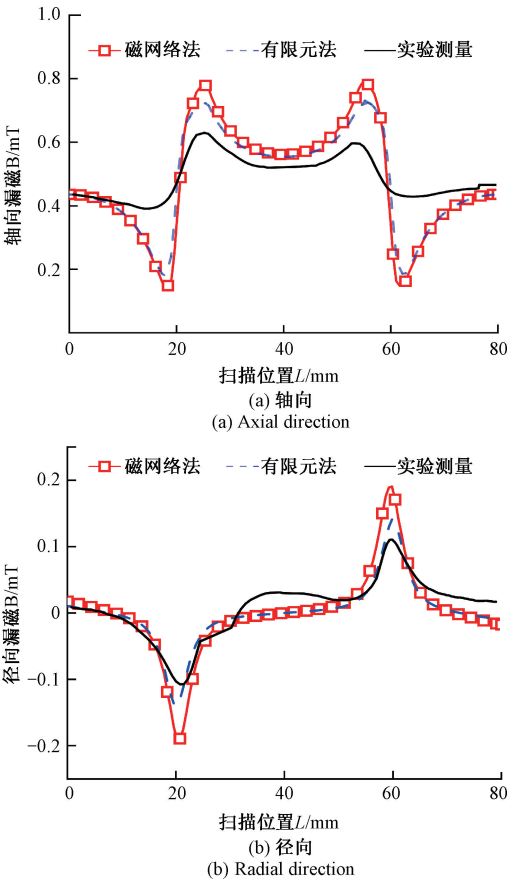 1.0
磁网络法 有限元法 实验测量
0.8
0.6
0.4
0.2
轴向漏磁B/mT
0 20 40 60 80
扫描位置L/mm
(a) 轴向
(a) Axial direction
磁网络法 有限元法 实验测量
0.2
0.1
0
−0.1
−0.2
径向漏磁B/mT
0 20 40 60 80
扫描位置L/mm
(b) 径向
(b) Radial direction